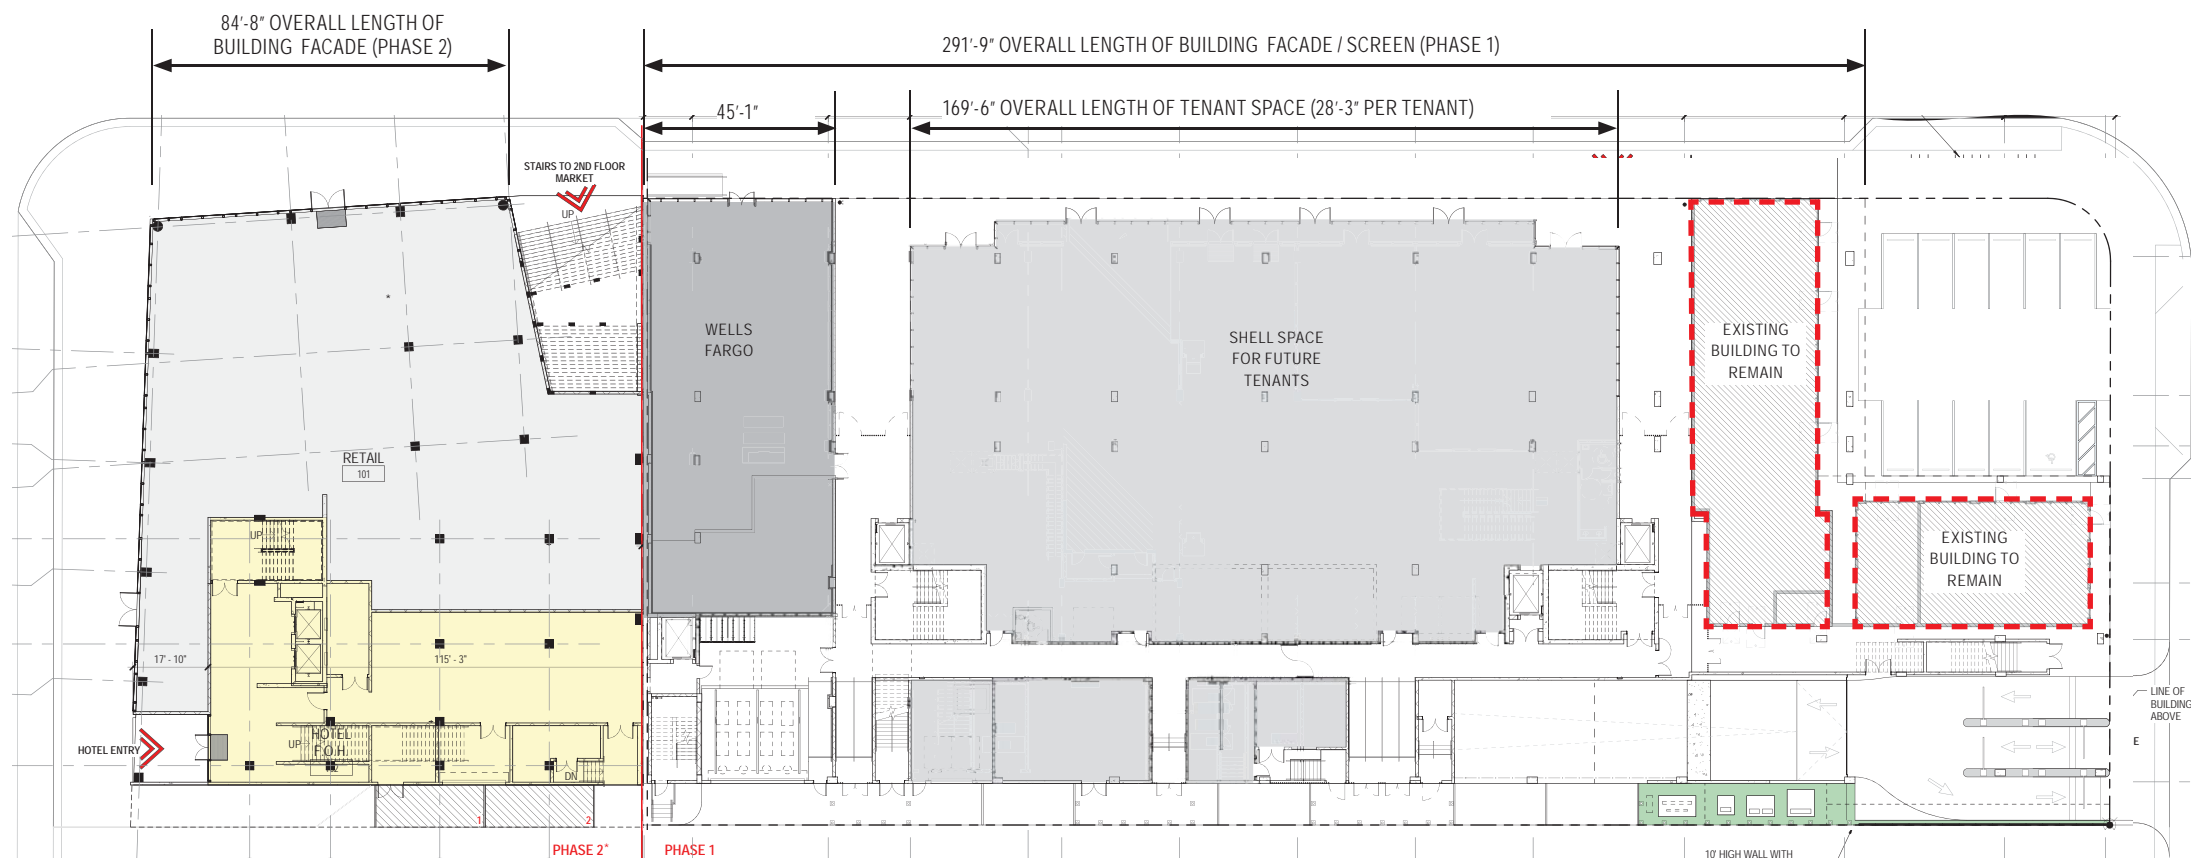 84'-8" OVERALL LENGTH OF
BUILDING FACADE (PHASE 2)
291'-9" OVERALL LENGTH OF BUILDING FACADE / SCREEN (PHASE 1)
45'-1"
169'-6" OVERALL LENGTH OF TENANT SPACE (28'-3" PER TENANT)
STAIRS TO 2ND FLOOR
MARKET
UP
WELLS
FARGO
SHELL SPACE
FOR FUTURE
TENANTS
EXISTING
BUILDING TO
REMAIN
RETAIL
101
UP
EXISTING
BUILDING TO
REMAIN
17' - 10"
115' - 3"
LINE OF
BUILDING
ABOVE
E
HOTEL ENTRY
UP
HOTEL
F.O.H.
DN
1
2
PHASE 2*
PHASE 1
10' HIGH WALL WITH